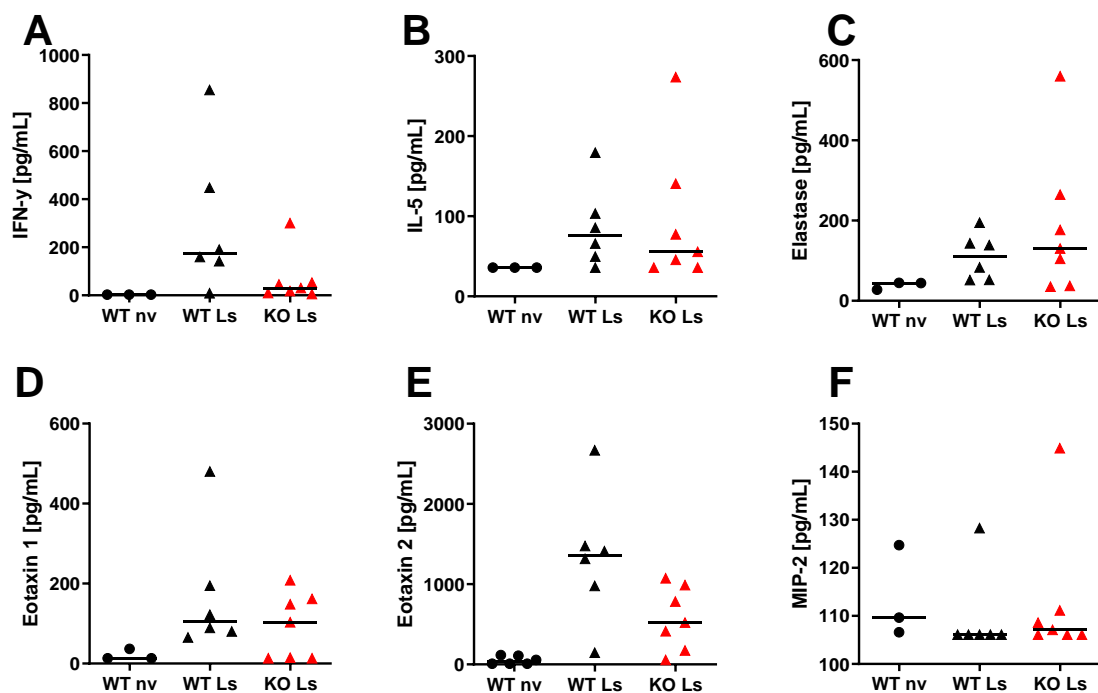 A
IFN-y [pg/mL]
1000
800
600
400
200
0
WT nv WT Ls KO Ls
B
IL-5 [pg/mL]
300
200
100
0
WT nv WT Ls KO Ls
C
Elastase [pg/mL]
600
400
200
0
WT nv WT Ls KO Ls
D
Eotaxin 1 [pg/mL]
600
400
200
0
WT nv WT Ls KO Ls
E
Eotaxin 2 [pg/mL]
3000
2000
1000
0
WT nv WT Ls KO Ls
F
MIP-2 [pg/mL]
150
140
130
120
110
100
WT nv WT Ls KO Ls